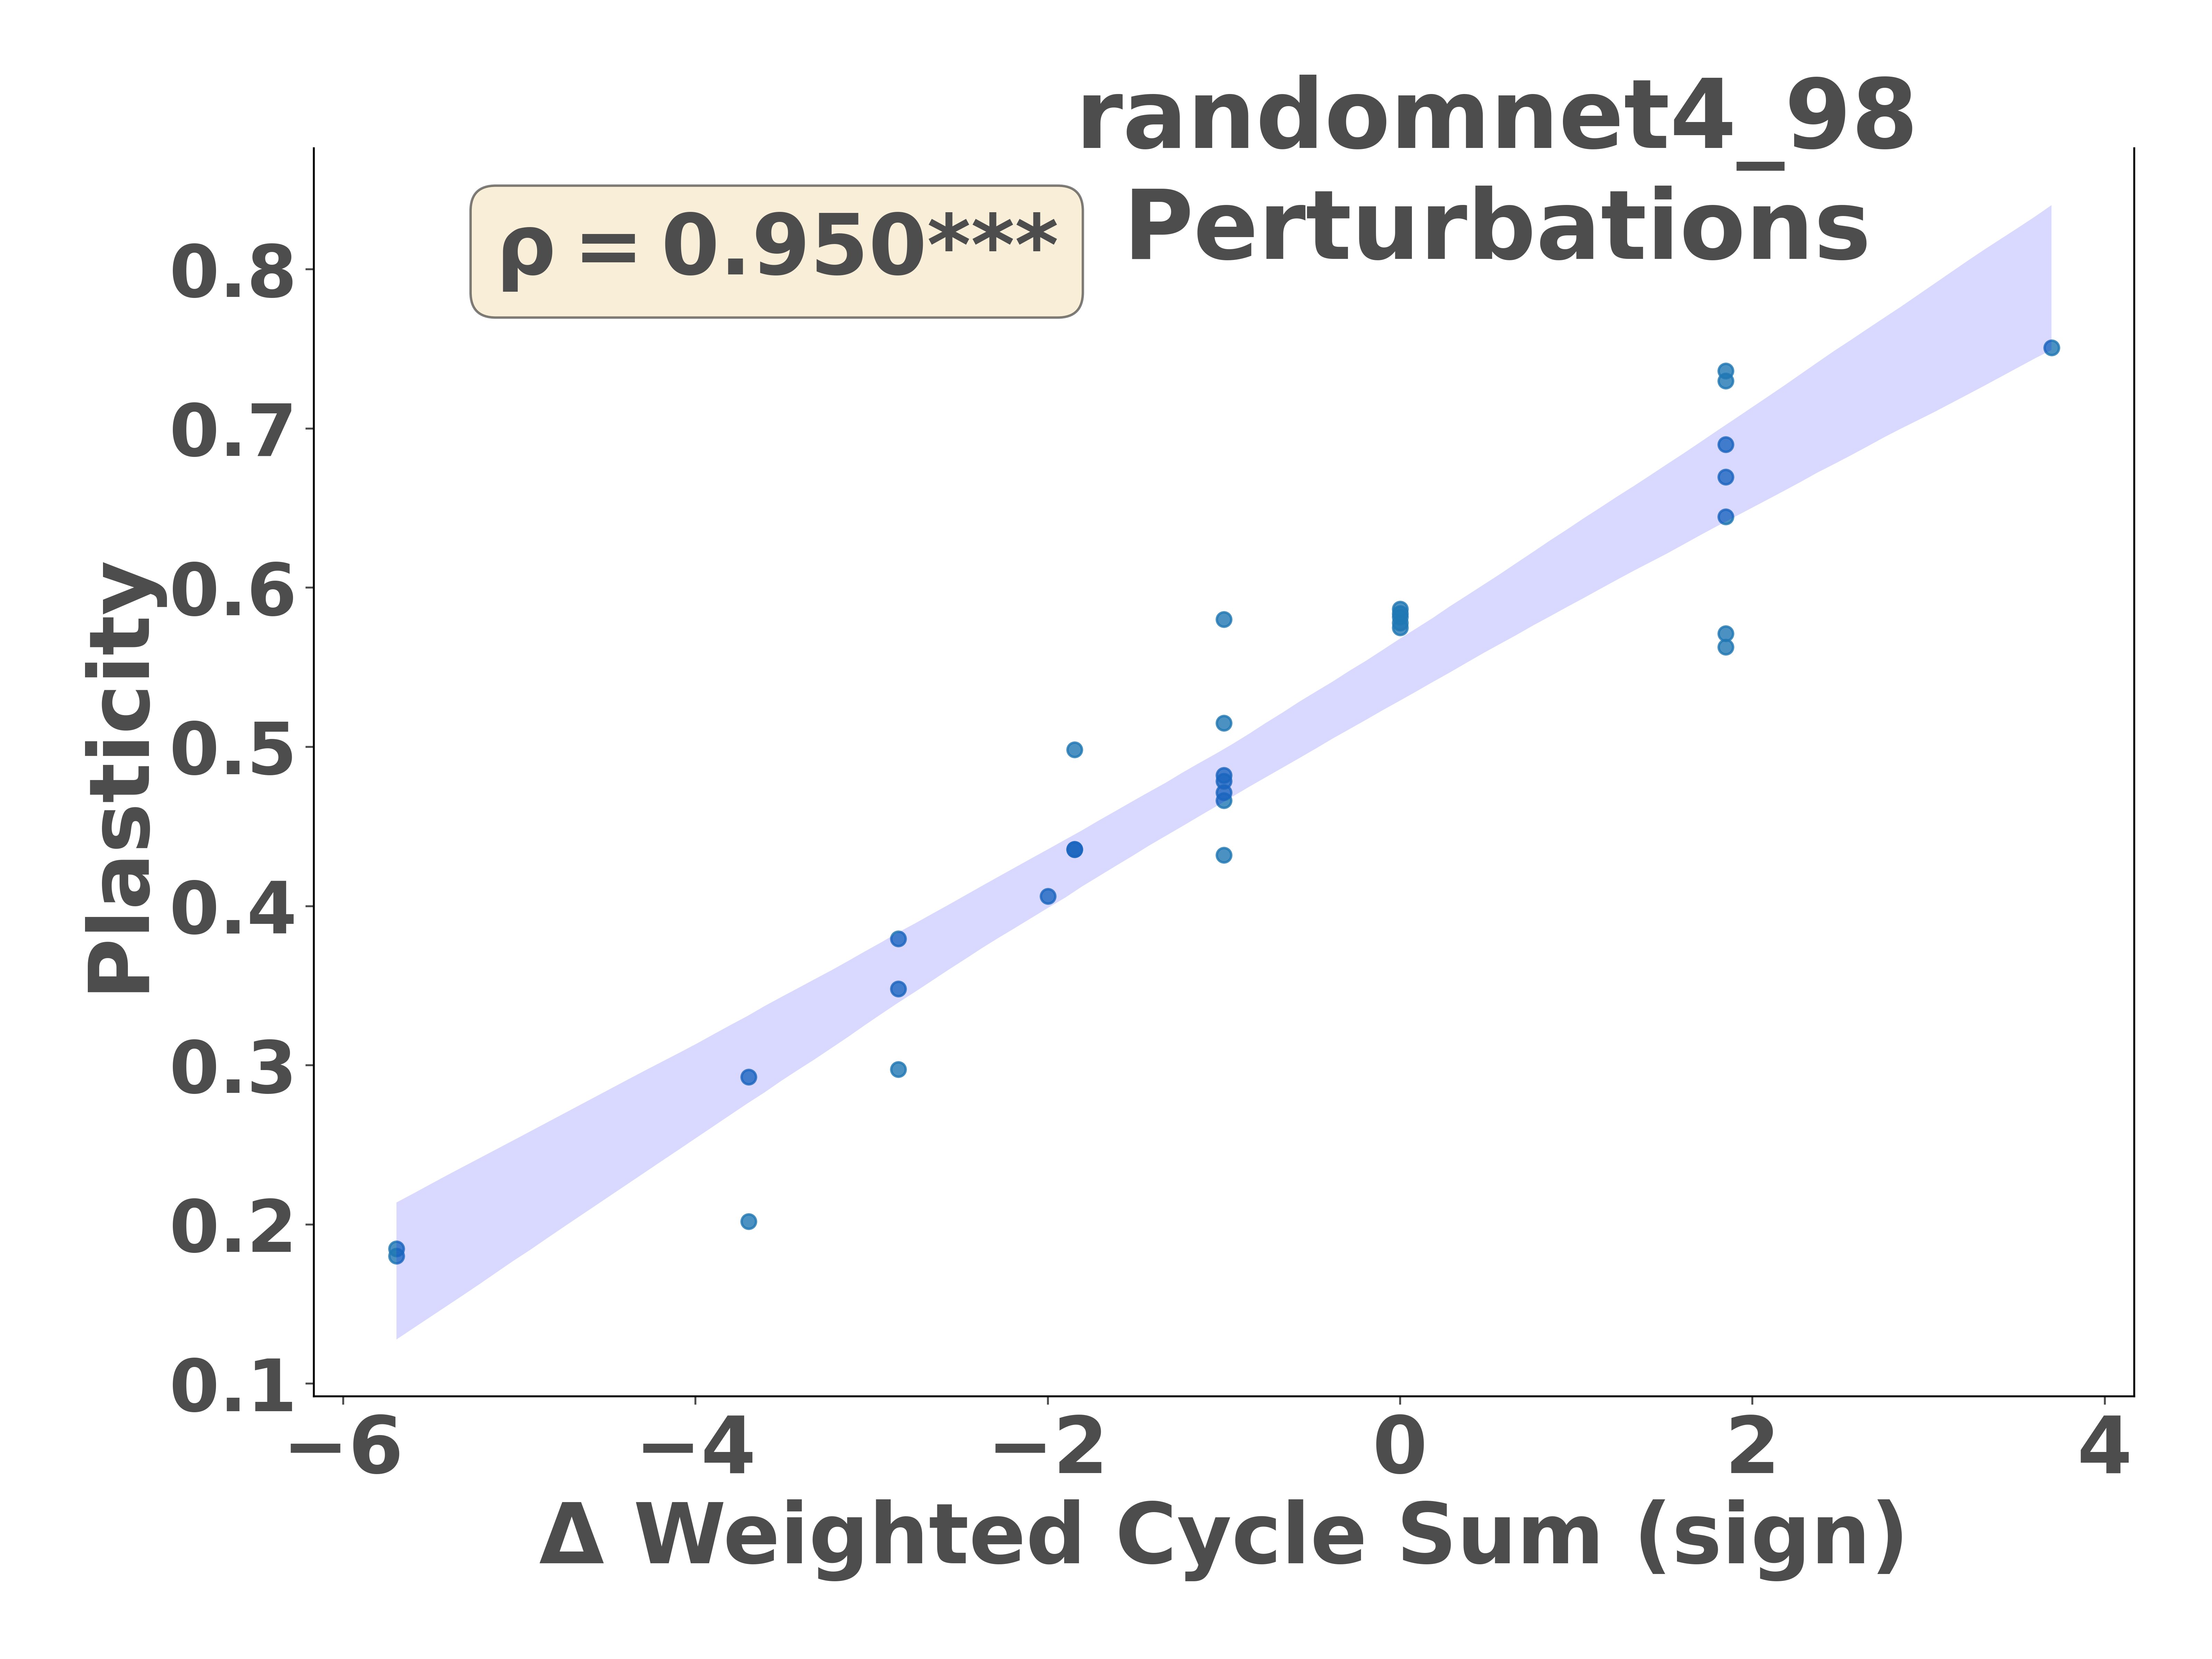 randomnet4_98
Perturbations
ρ = 0.950***
Plasticity
0.8
0.7
0.6
0.5
0.4
0.3
0.2
0.1
−6
−4
−2
0
2
4
Δ Weighted Cycle Sum (sign)